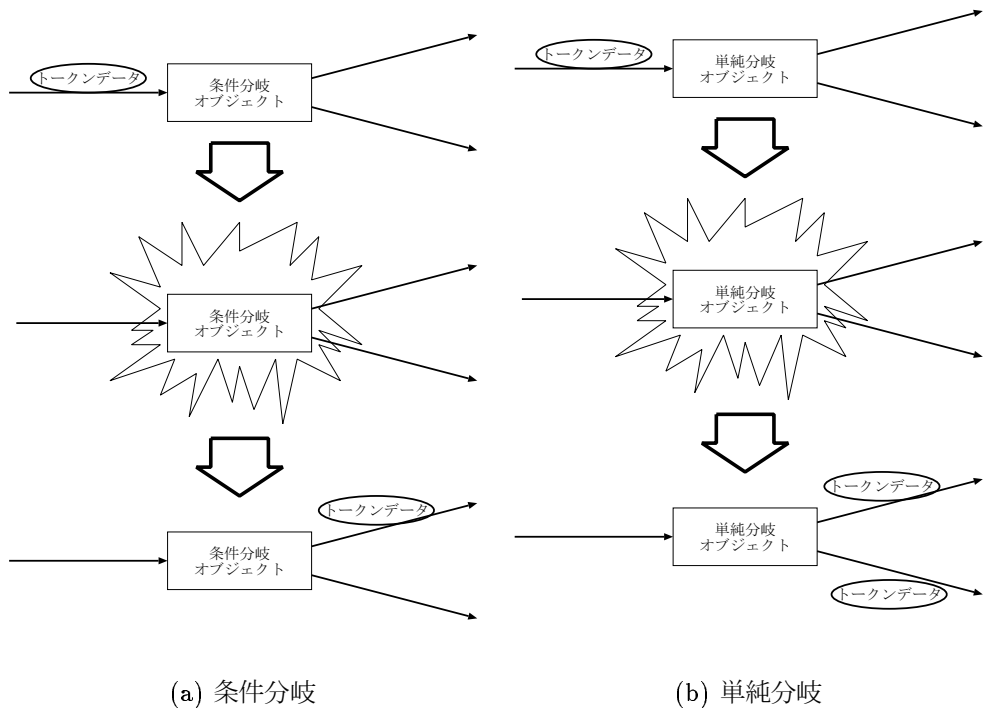 トークンデータ
条件分岐
オブジェクト
条件分岐
オブジェクト
トークンデータ
条件分岐
オブジェクト
(a) 条件分岐
トークンデータ
単純分岐
オブジェクト
単純分岐
オブジェクト
トークンデータ
単純分岐
オブジェクト
トークンデータ
(b) 単純分岐